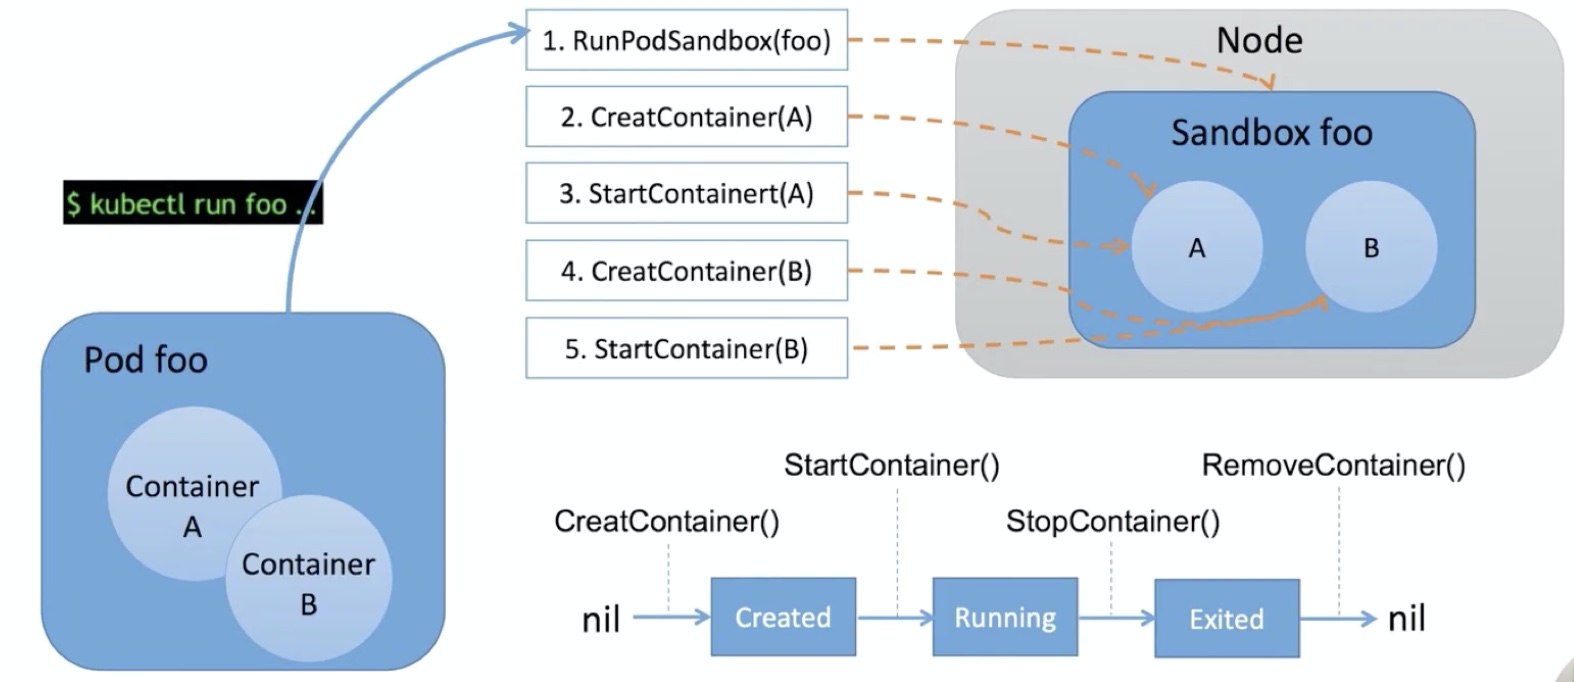 $ kubectl run foo ..
Pod foo
Container
A
Container
B
1. RunPodSandbox(foo)
2. CreatContainer(A)
3. StartContainert(A)
4. CreatContainer(B)
5. StartContainer(B)
Node
Sandbox foo
A
B
StartContainer()
RemoveContainer()
CreatContainer()
StopContainer()
nil
Created
Running
Exited
nil